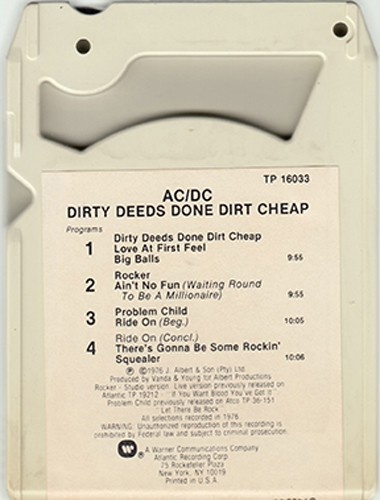 TP 16033
AC/DC
DIRTY DEEDS DONE DIRT CHEAP
Programs
1 Dirty Deeds Done Dirt Cheap
Love At First Feel
Big Balls 9:55
2 Rocker
Ain't No Fun (Waiting Round
To Be A Millionaire) 9:55
3 Problem Child
Ride On (Beg.) 10:05
4 Ride On (Concl.)
There's Gonna Be Some Rockin'
Squealer 10:06
Ⓟ ©1976 J. Albert & Son (Pty) Ltd.
Produced by Vanda & Young for Albert Productions
Rocker - Studio version. Live version previously released on
Atlantic TP 19212 - "If You Want Blood You've Got It
Problem Child previously released on Atco TP 36-151
Let There Be Rock
All selections recorded in 1976
WARNING: Unauthorized reproduction of this recording is
prohibited by Federal law and subject to criminal prosecution.
A Warner Communications Company
Atlantic Recording Corp.
75 Rockefeller Plaza
New York, NY 10019
Printed in U.S.A.